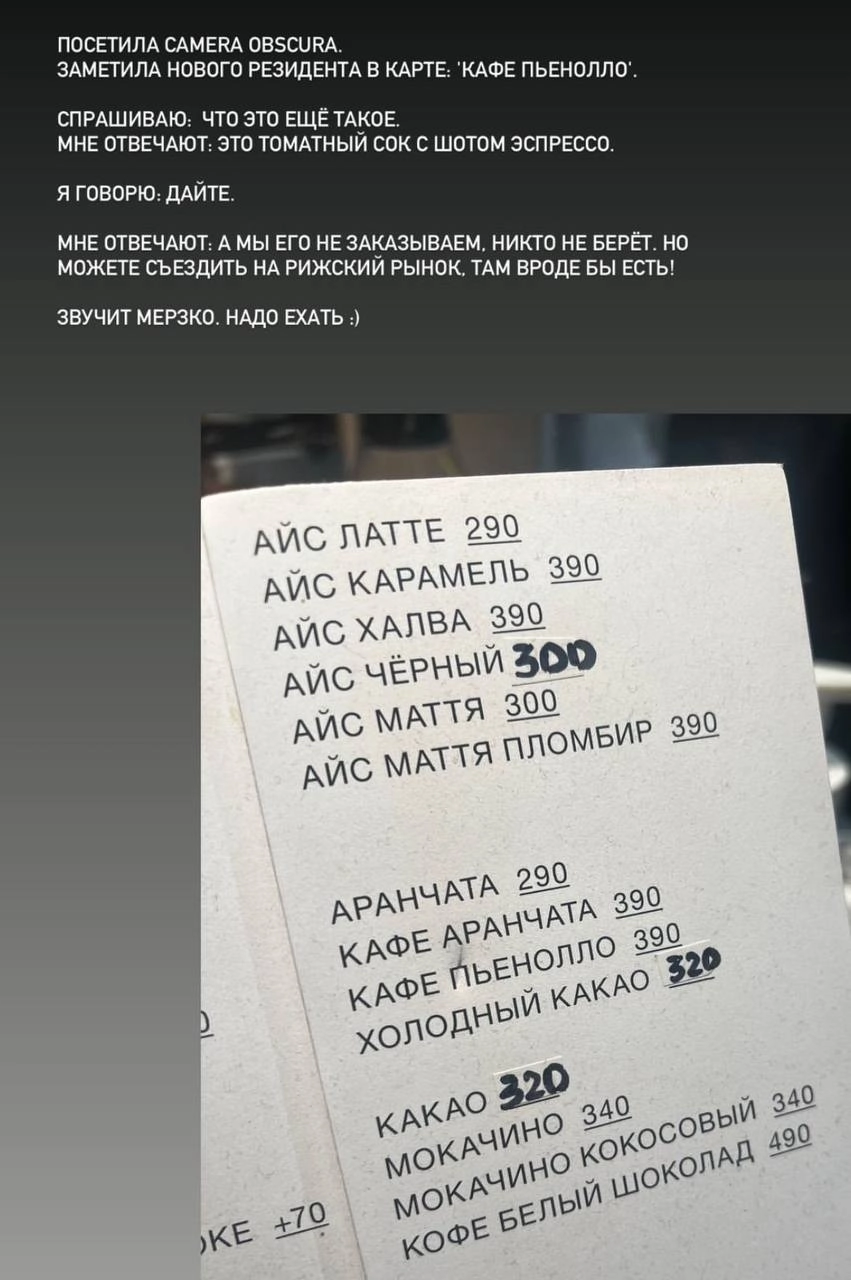 ПОСЕТИЛА CAMERA OBSCURA.
ЗАМЕТИЛА НОВОГО РЕЗИДЕНТА В КАРТЕ: 'КАФЕ ПЬЕНОЛЛО'.
СПРАШИВАЮ: ЧТО ЭТО ЕЩЁ ТАКОЕ.
МНЕ ОТВЕЧАЮТ: ЭТО ТОМАТНЫЙ СОК С ШОТОМ ЭСПРЕССО.
Я ГОВОРЮ: ДАЙТЕ.
МНЕ ОТВЕЧАЮТ: А МЫ ЕГО НЕ ЗАКАЗЫВАЕМ, НИКТО НЕ БЕРЁТ. НО
МОЖЕТЕ СЪЕЗДИТЬ НА РИЖСКИЙ РЫНОК, ТАМ ВРОДЕ БЫ ЕСТЬ!
ЗВУЧИТ МЕРЗКО. НАДО ЕХАТЬ :)
АЙС ЛАТТЕ 290
АЙС КАРАМЕЛЬ 390
АЙС ХАЛВА 390
АЙС ЧЁРНЫЙ 300
АЙС МАТТЯ 300
АЙС МАТТЯ ПЛОМБИР 390
АРАНЧАТА 290
КАФЕ АРАНЧАТА 390
КАФЕ ПЬЕНОЛЛО 390
ХОЛОДНЫЙ КАКАО 320
КАКАО 320
МОКАЧИНО 340
МОКАЧИНО КОКОСОВЫЙ 340
КОФЕ БЕЛЫЙ ШОКОЛАД 490
+70